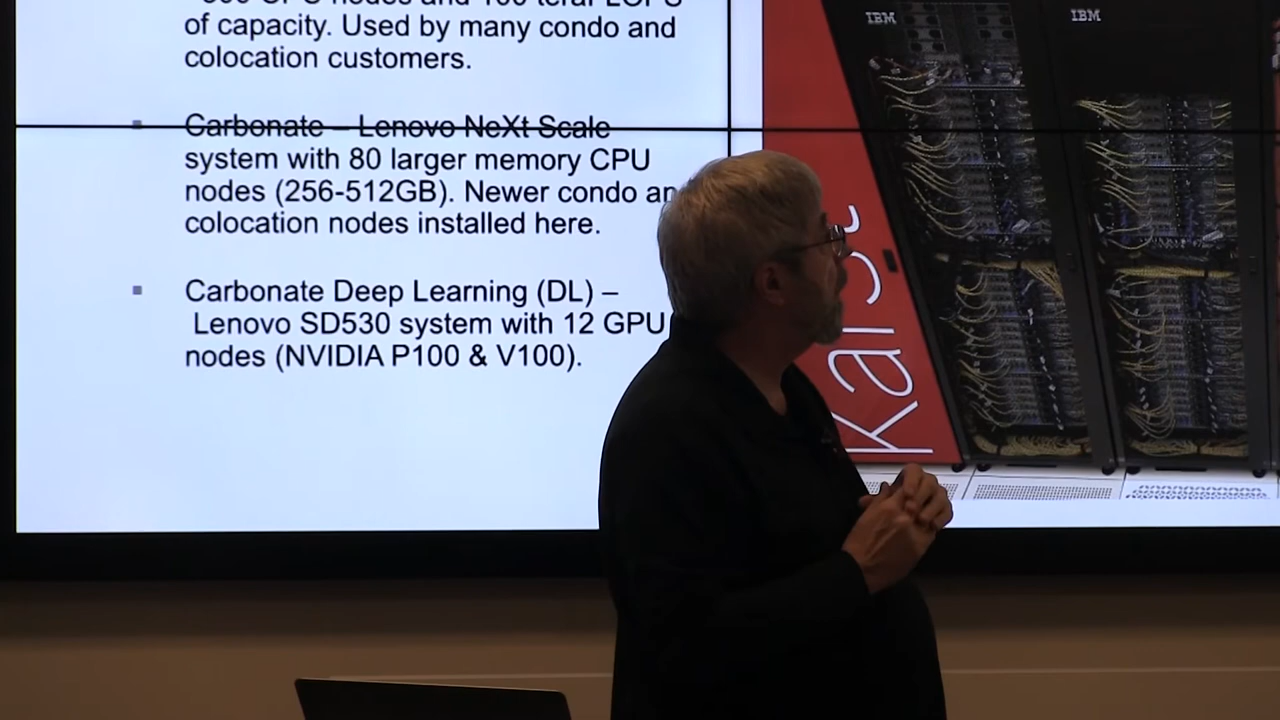 of capacity. Used by many condo and
colocation customers.
Carbonate – Lenovo NeXt Scale
system with 80 larger memory CPU
nodes (256-512GB). Newer condo an
colocation nodes installed here.
Carbonate Deep Learning (DL) –
Lenovo SD530 system with 12 GPU
nodes (NVIDIA P100 & V100).
IBM
IBM
Karst